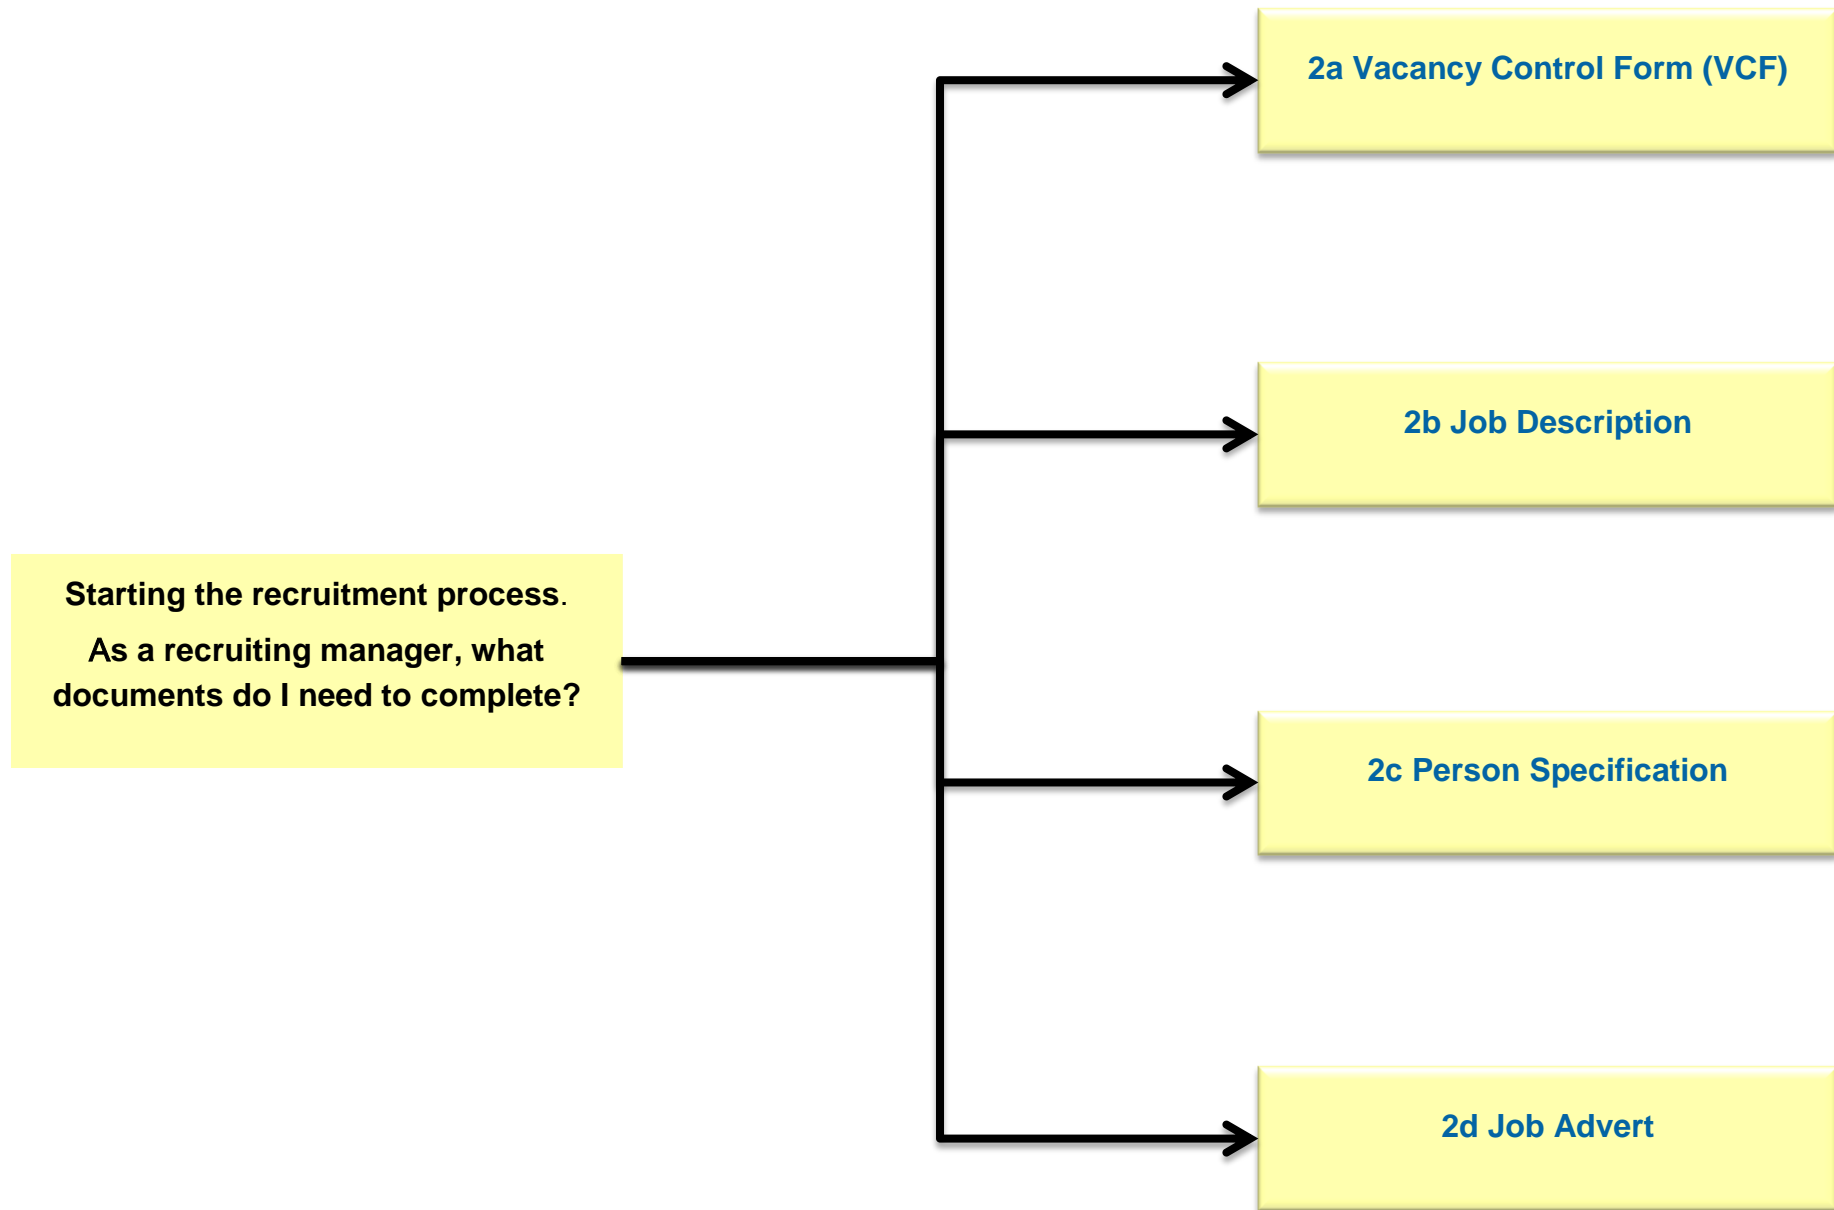 2a Vacancy Control Form (VCF)
2b Job Description
Starting the recruitment process.
As a recruiting manager, what
documents do I need to complete?
2c Person Specification
2d Job Advert